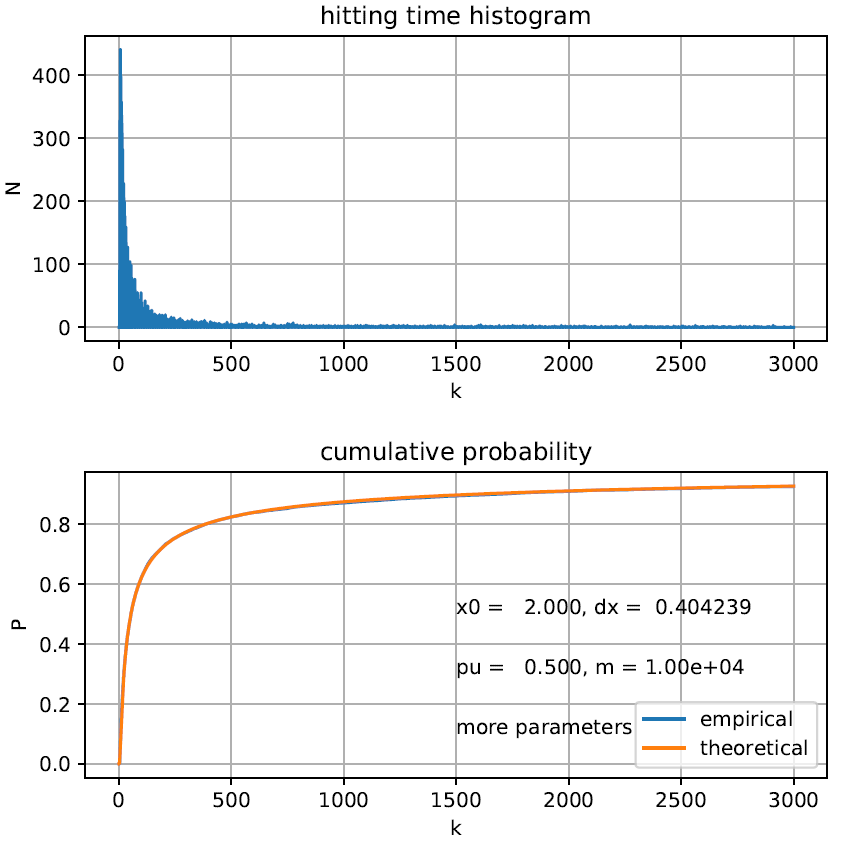 hitting time histogram
400
300
200
100
0
N
0 500 1000 1500 2000 2500 3000
k
cumulative probability
0.8
0.6
0.4
0.2
0.0
P
x0 = 2.000, dx = 0.404239
pu = 0.500, m = 1.00e+04
more parameters
empirical
theoretical
0 500 1000 1500 2000 2500 3000
k